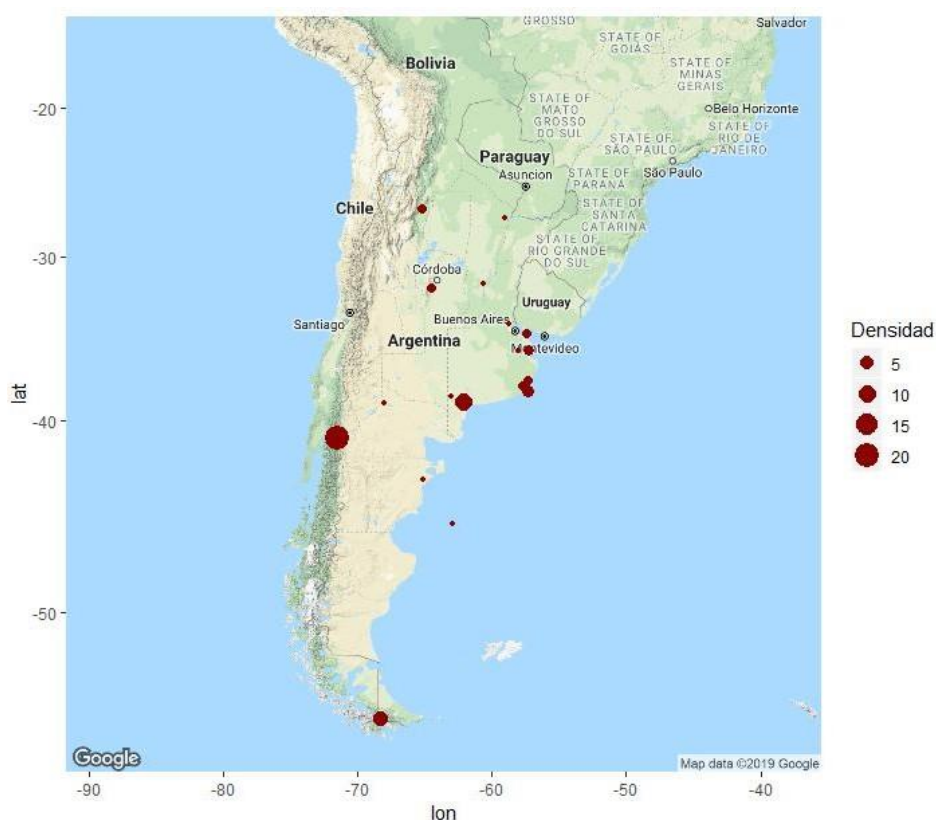 GROSSO
Salvador
STATE OF
GOIÁS
Bolivia
STATE OF
MINAS
GERAIS
-20
STATE OF
MATO
GROSSO
DO SUL
Belo Horizonte
STATE OF
RIO DE
JANEIRO
STATE OF
SÃO PAULO
Paraguay
Asuncion
São Paulo
STATE OF
PARANÁ
Chile
STATE OF
SANTA
CATARINA
STATE OF
RIO GRANDE
DO SUL
-30
Córdoba
Uruguay
Santiago
Buenos Aires
Argentina
Montevideo
Densidad
5
10
15
20
lat
-40
-50
Google
Map data ©2019 Google
-90
-80
-70
-60
-50
-40
lon